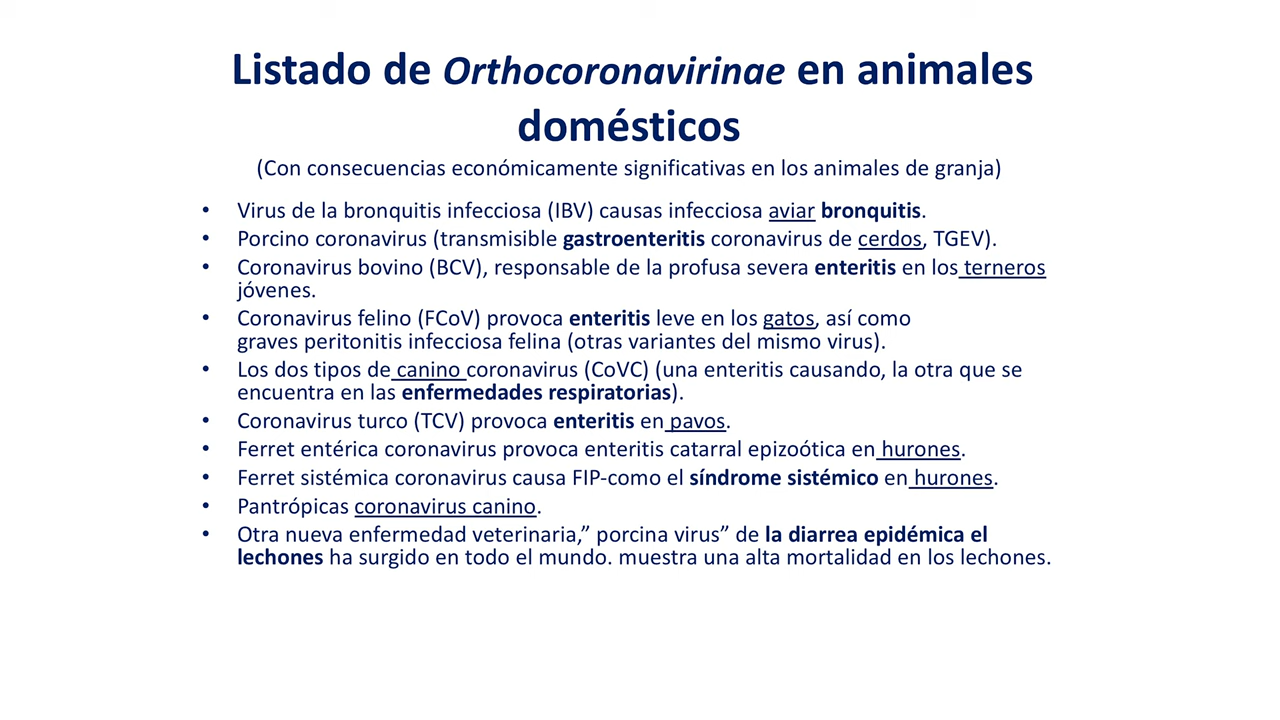 Listado de Orthocoronavirinae en animales
domésticos
(Con consecuencias económicamente significativas en los animales de granja)
• Virus de la bronquitis infecciosa (IBV) causas infecciosa aviar bronquitis.
• Porcino coronavirus (transmisible gastroenteritis coronavirus de cerdos, TGEV).
• Coronavirus bovino (BCV), responsable de la profusa severa enteritis en los terneros
jóvenes.
• Coronavirus felino (FCoV) provoca enteritis leve en los gatos, así como
graves peritonitis infecciosa felina (otras variantes del mismo virus).
• Los dos tipos de canino coronavirus (CoVC) (una enteritis causando, la otra que se
encuentra en las enfermedades respiratorias).
• Coronavirus turco (TCV) provoca enteritis en pavos.
• Ferret entérica coronavirus provoca enteritis catarral epizoótica en hurones.
• Ferret sistémica coronavirus causa FIP-como el síndrome sistémico en hurones.
• Pantrópicas coronavirus canino.
• Otra nueva enfermedad veterinaria,” porcina virus” de la diarrea epidémica el
lechones ha surgido en todo el mundo. muestra una alta mortalidad en los lechones.